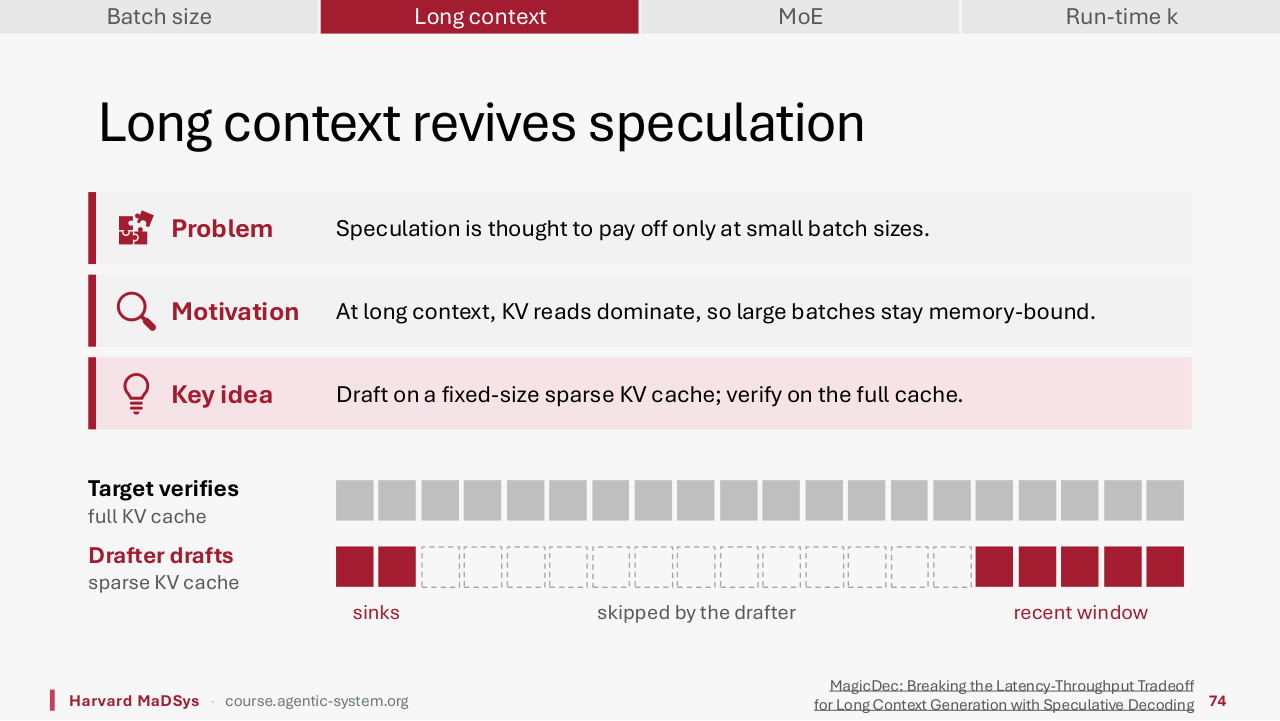 Batch size
Long context
MoE
Run-time k
Long context revives speculation
Problem
Speculation is thought to pay off only at small batch sizes.
Motivation
At long context, KV reads dominate, so large batches stay memory-bound.
Key idea
Draft on a fixed-size sparse KV cache; verify on the full cache.
Target verifies
full KV cache
Drafter drafts
sparse KV cache
sinks
skipped by the drafter
recent window
Harvard MaDSys · course.agentic-system.org
MagicDec: Breaking the Latency-Throughput Tradeoff
for Long Context Generation with Speculative Decoding
74